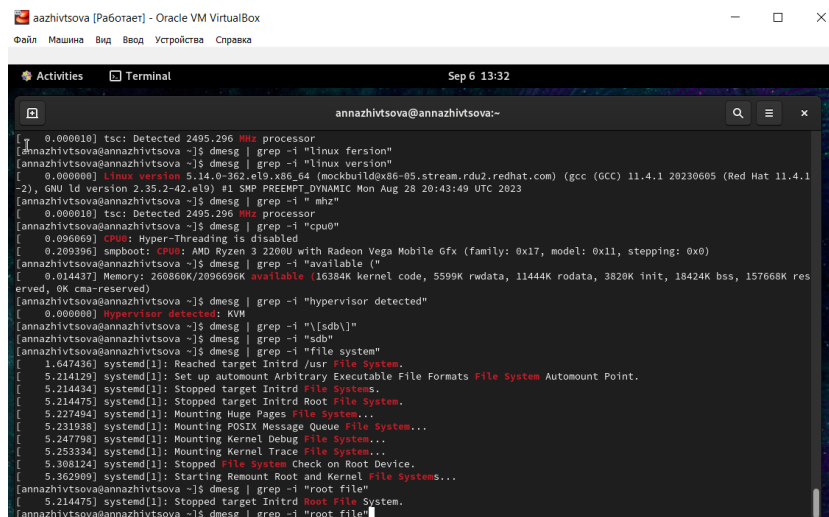 aazhivtsova [Работает] - Oracle VM VirtualBox
Файл Машина Вид Ввод Устройства Справка
Activities Terminal Sep 6 13:32
annazhivtsova@annazhivtsova:~
[    0.000010] tsc: Detected 2495.296 MHz processor
[annazhivtsova@annazhivtsova ~]$ dmesg | grep -i "linux fersion"
[annazhivtsova@annazhivtsova ~]$ dmesg | grep -i "linux version"
[    0.000000] Linux version 5.14.0-362.el9.x86_64 (mockbuild@x86-05.stream.rdu2.redhat.com) (gcc (GCC) 11.4.1 20230605 (Red Hat 11.4.1
-2), GNU ld version 2.35.2-42.el9) #1 SMP PREEMPT_DYNAMIC Mon Aug 28 20:43:49 UTC 2023
[annazhivtsova@annazhivtsova ~]$ dmesg | grep -i " mhz"
[    0.000010] tsc: Detected 2495.296 MHz processor
[annazhivtsova@annazhivtsova ~]$ dmesg | grep -i "cpu0"
[    0.096069] CPU0: Hyper-Threading is disabled
[    0.209396] smpboot: CPU0: AMD Ryzen 3 2200U with Radeon Vega Mobile Gfx (family: 0x17, model: 0x11, stepping: 0x0)
[annazhivtsova@annazhivtsova ~]$ dmesg | grep -i "available ("
[    0.014437] Memory: 260860K/2096696K available (16384K kernel code, 5599K rwdata, 11444K rodata, 3820K init, 18424K bss, 157668K res
erved, 0K cma-reserved)
[annazhivtsova@annazhivtsova ~]$ dmesg | grep -i "hypervisor detected"
[    0.000000] Hypervisor detected: KVM
[annazhivtsova@annazhivtsova ~]$ dmesg | grep -i "\[sdb\]"
[annazhivtsova@annazhivtsova ~]$ dmesg | grep -i "sdb"
[annazhivtsova@annazhivtsova ~]$ dmesg | grep -i "file system"
[    1.647436] systemd[1]: Reached target Initrd /usr File System.
[    5.214129] systemd[1]: Set up automount Arbitrary Executable File Formats File System Automount Point.
[    5.214434] systemd[1]: Stopped target Initrd File Systems.
[    5.214475] systemd[1]: Stopped target Initrd Root File System.
[    5.227494] systemd[1]: Mounting Huge Pages File System...
[    5.231938] systemd[1]: Mounting POSIX Message Queue File System...
[    5.247798] systemd[1]: Mounting Kernel Debug File System...
[    5.253334] systemd[1]: Mounting Kernel Trace File System...
[    5.308124] systemd[1]: Stopped File System Check on Root Device.
[    5.362909] systemd[1]: Starting Remount Root and Kernel File Systems...
[annazhivtsova@annazhivtsova ~]$ dmesg | grep -i "root file"
[    5.214475] systemd[1]: Stopped target Initrd Root File System.
[annazhivtsova@annazhivtsova ~]$ dmesg | grep -i "root file"